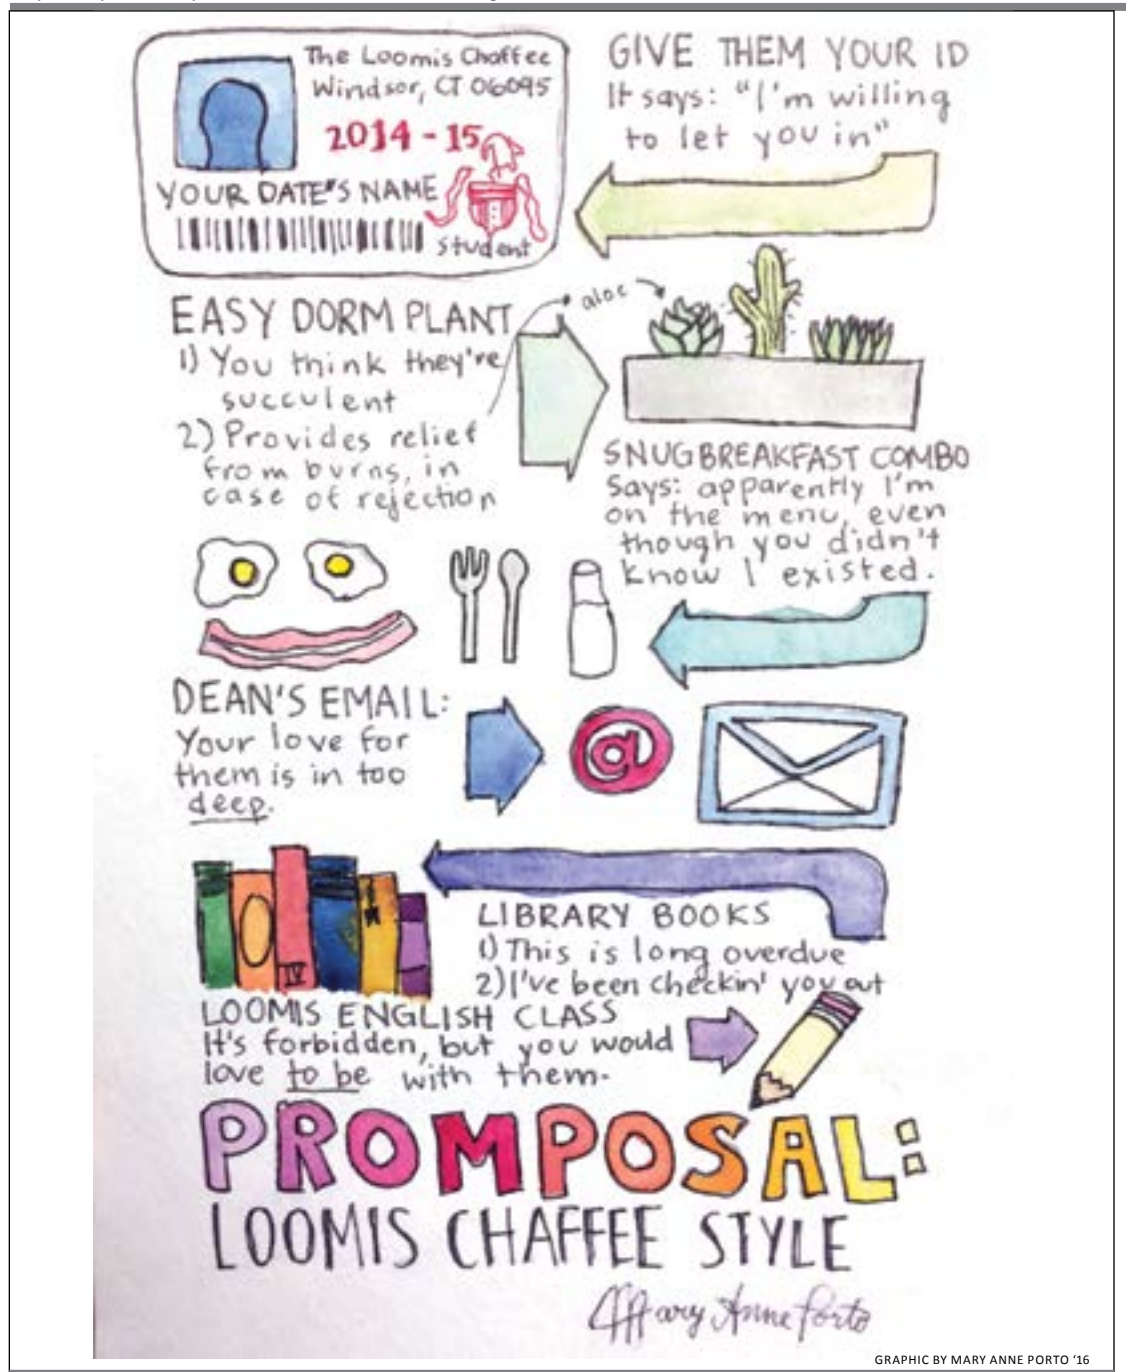 The Loomis Chaffee
Windsor, CT 06095
2014 - 15
YOUR DATE'S NAME
student
GIVE THEM YOUR ID
It says: "I'm willing
to let you in"
EASY DORM PLANT
aloe
1) You think they're
succulent
2) Provides relief
from burns, in
case of rejection
SNUG BREAKFAST COMBO
Says: apparently I'm
on the menu, even
though you didn't
know I existed.
DEAN'S EMAIL:
Your love for
them is in too
deep.
@
IV
LIBRARY BOOKS
1) This is long overdue
2) I've been checkin' you out
LOOMIS ENGLISH CLASS
It's forbidden, but you would
love to be with them.
PROMPOSAL:
LOOMIS CHAFFEE STYLE
Mary Anne Porto
GRAPHIC BY MARY ANNE PORTO '16